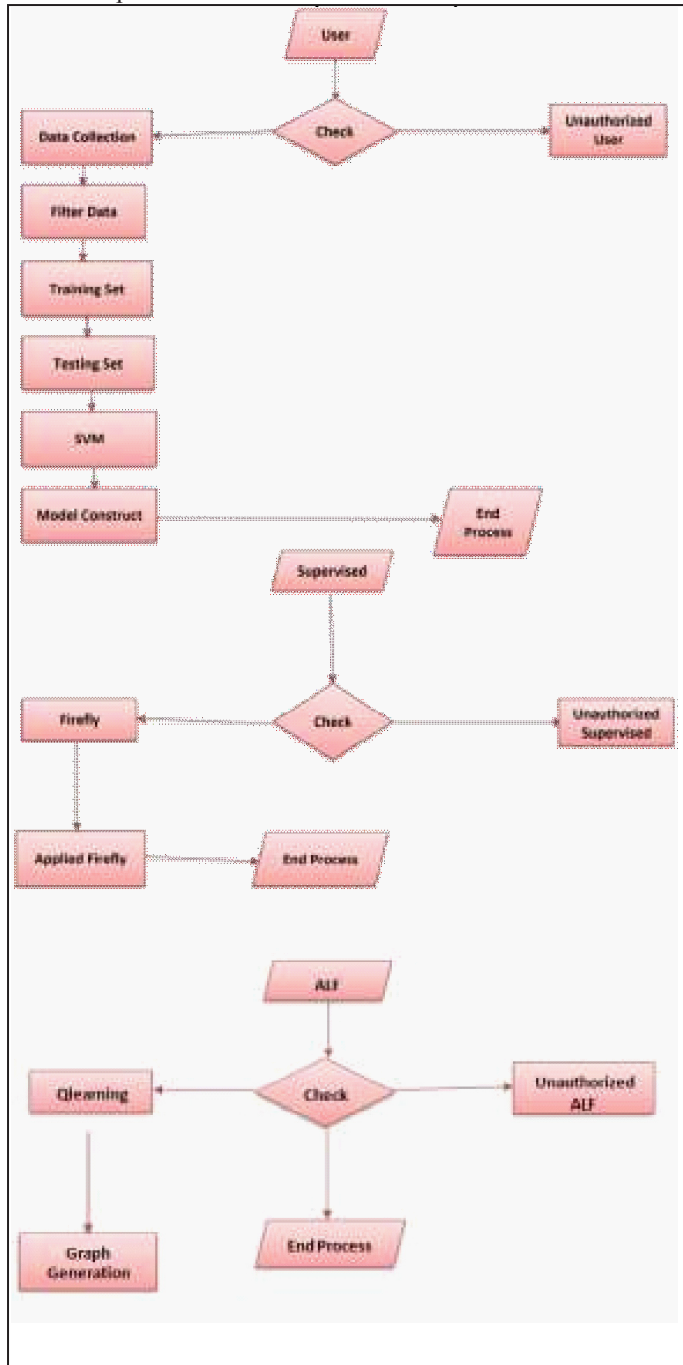 User
Check
Data Collection
Unauthorized
User
Filter Data
Training Set
Testing Set
SVM
Model Construct
End
Process
Supervised
Firefly
Check
Unauthorized
Supervised
Applied Firefly
End Process
ALF
Qlearning
Check
Unauthorized
ALF
Graph
Generation
End Process